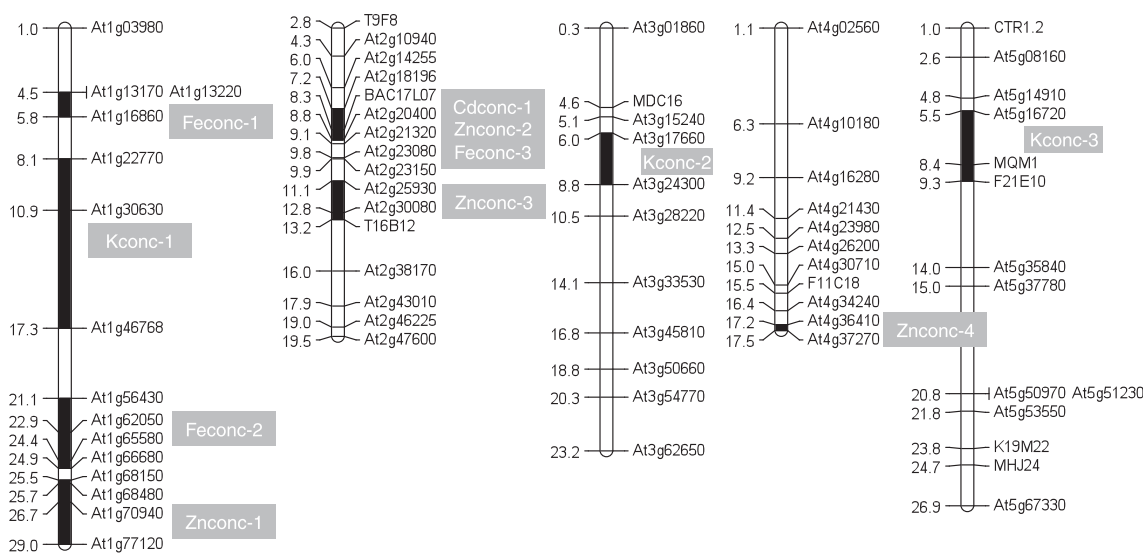 1.0 At1g03980
4.5 At1g13170 At1g13220
5.8 At1g16860
Feconc-1
8.1 At1g22770
10.9 At1g30630
Kconc-1
17.3 At1g46768
21.1 At1g56430
22.9 At1g62050
24.4 At1g65580
Feconc-2
24.9 At1g66680
25.5 At1g68150
25.7 At1g68480
26.7 At1g70940
Znconc-1
29.0 At1g77120
2.8 T9F8
4.3 At2g10940
6.0 At2g14255
7.2 At2g18196
8.3 BAC17L07
8.8 At2g20400
9.1 At2g21320
9.8 At2g23080
9.9 At2g23150
Cdconc-1
Znconc-2
Feconc-3
11.1 At2g25930
12.8 At2g30080
Znconc-3
13.2 T16B12
16.0 At2g38170
17.9 At2g43010
19.0 At2g46225
19.5 At2g47600
0.3 At3g01860
4.6 MDC16
5.1 At3g15240
6.0 At3g17660
Kconc-2
8.8 At3g24300
10.5 At3g28220
14.1 At3g33530
16.8 At3g45810
18.8 At3g50660
20.3 At3g54770
23.2 At3g62650
1.1 At4g02560
6.3 At4g10180
9.2 At4g16280
11.4 At4g21430
12.5 At4g23980
13.3 At4g26200
15.0 At4g30710
15.5 F11C18
16.4 At4g34240
17.2 At4g36410
17.5 At4g37270
Znconc-4
1.0 CTR1.2
2.6 At5g08160
4.8 At5g14910
5.5 At5g16720
Kconc-3
8.4 MQM1
9.3 F21E10
14.0 At5g35840
15.0 At5g37780
20.8 At5g50970 At5g51230
21.8 At5g53550
23.8 K19M22
24.7 MHJ24
26.9 At5g67330